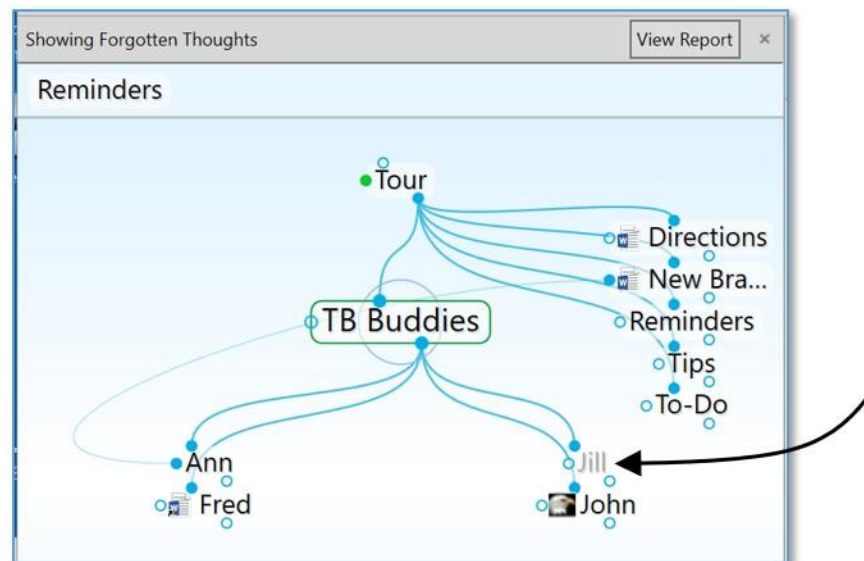 Showing Forgotten Thoughts
View Report
Reminders
Tour
Directions
New Bra...
Reminders
Tips
To-Do
TB Buddies
Ann
Fred
Jill
John